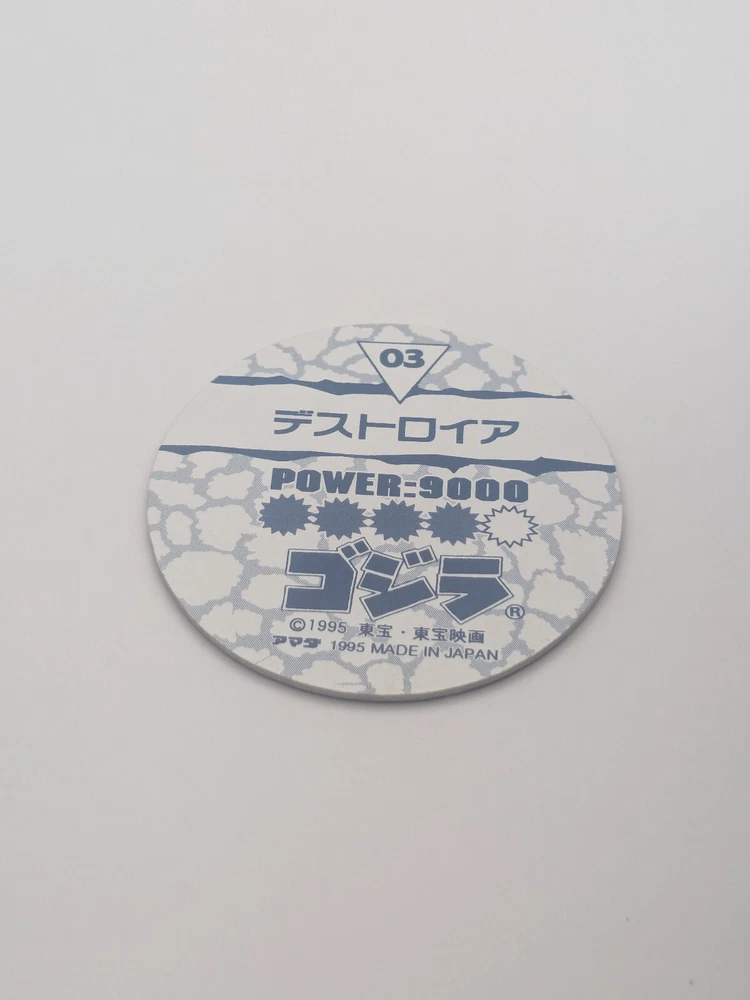 03
デストロイア
POWER:9000
ゴジラ®
©1995 東宝・東宝映画
アマダ 1995 MADE IN JAPAN